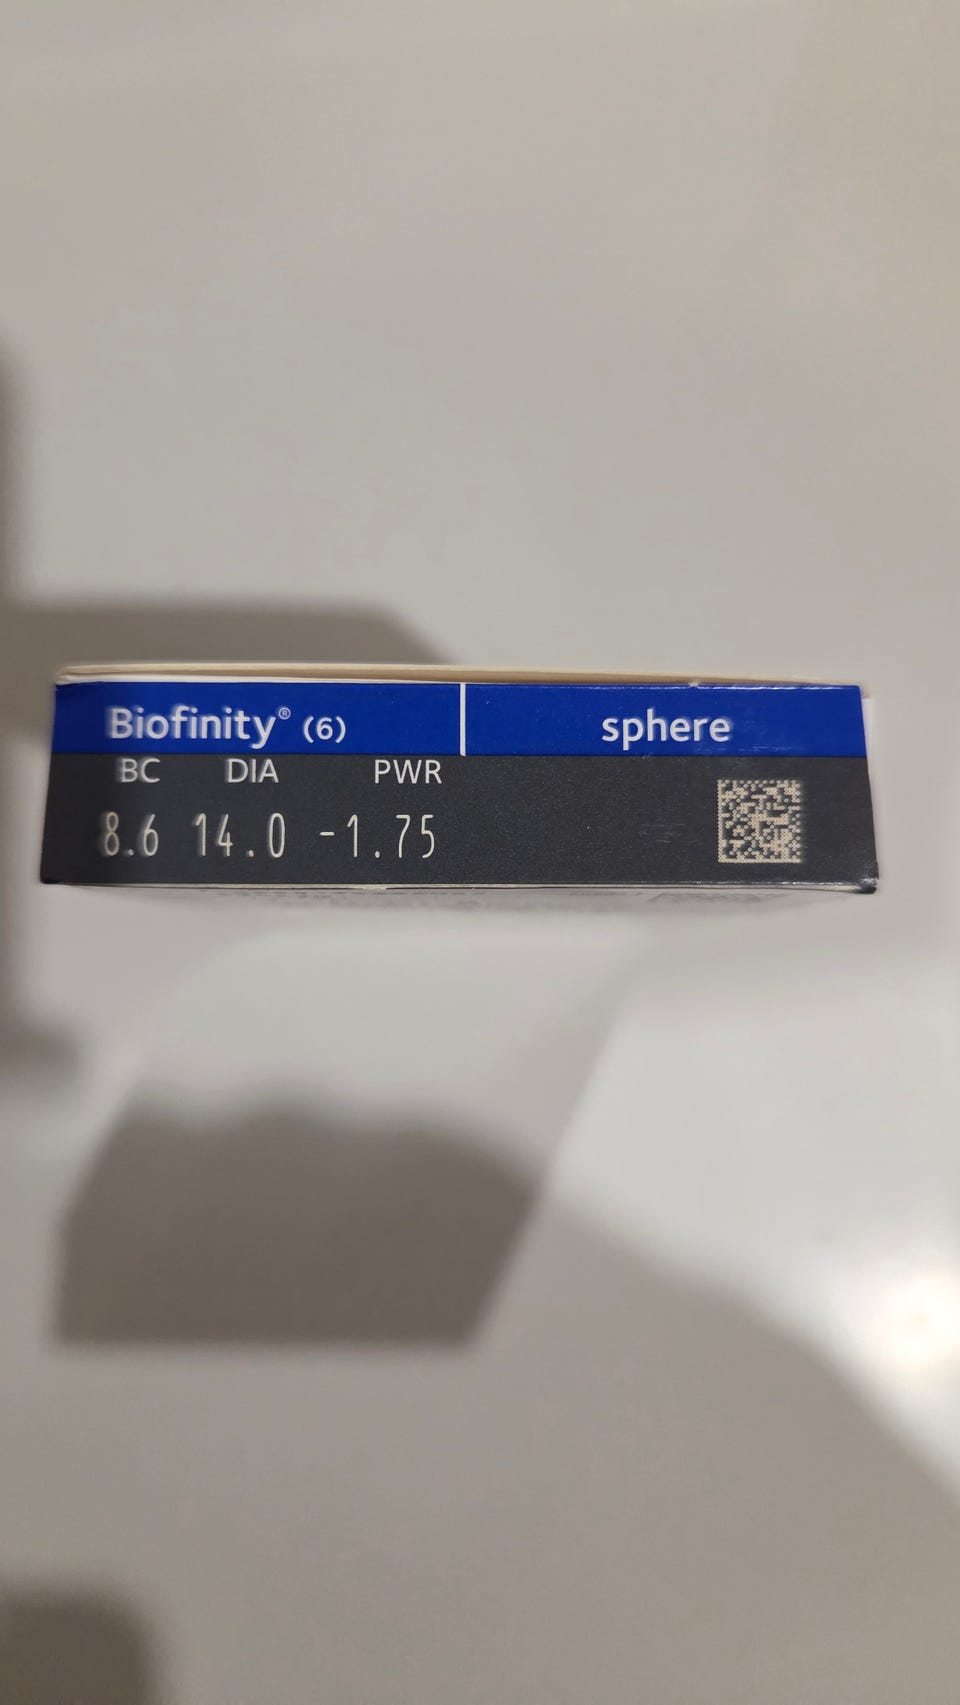 Biofinity® (6) sphere
BC DIA PWR
8.6 14.0 -1.75